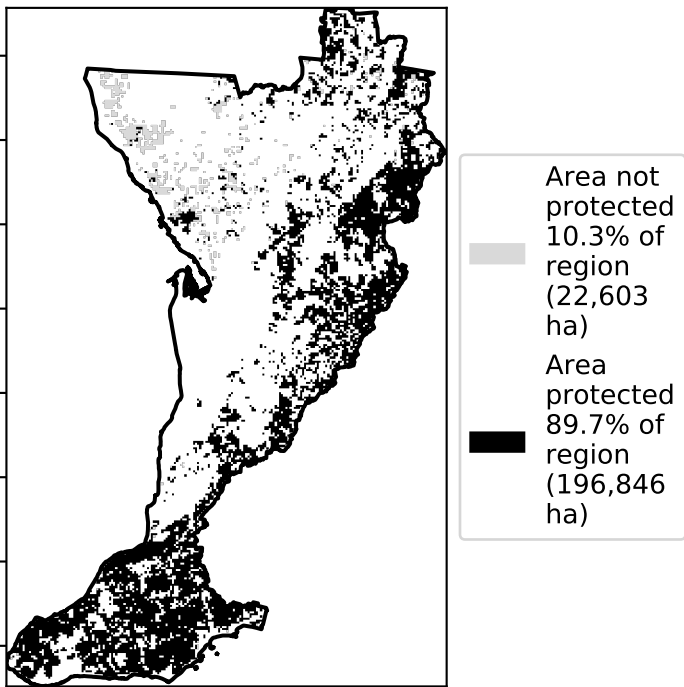 Area not
protected
10.3% of
region
(22,603
ha)
Area
protected
89.7% of
region
(196,846
ha)